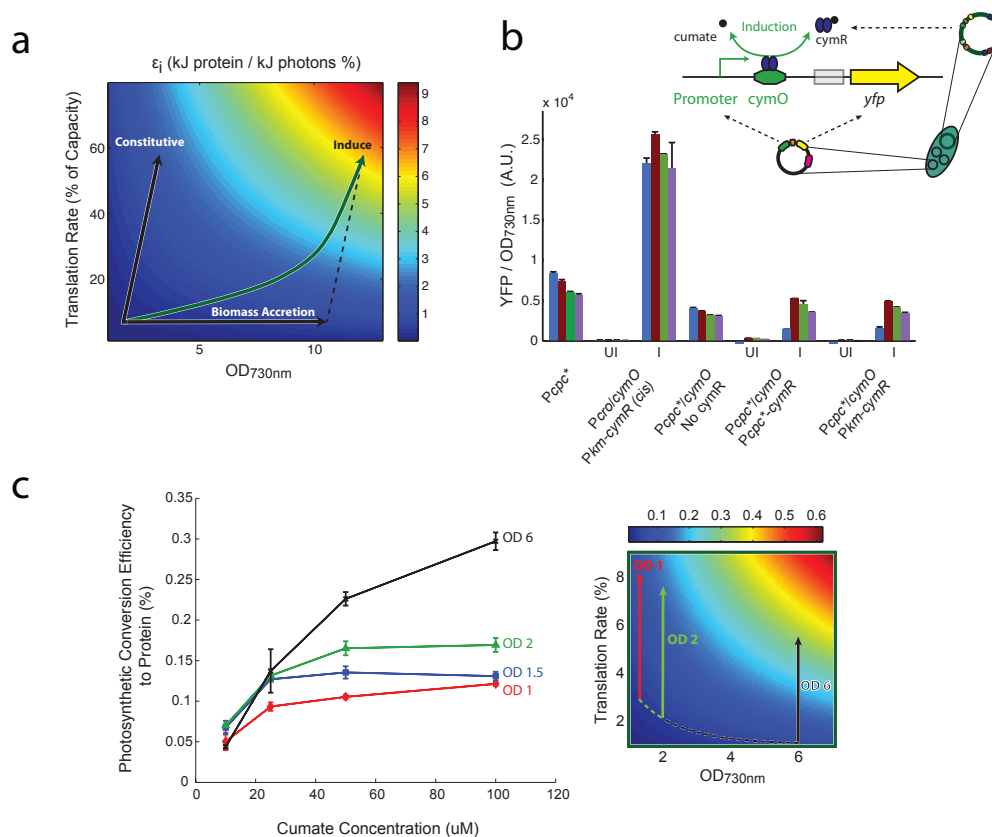 a
εi (kJ protein / kJ photons %)
Translation Rate (% of Capacity)
60
40
20
Constitutive
Induce
Biomass Accretion
5
10
OD730nm
9
8
7
6
5
4
3
2
1
b
Induction
cumate
cymR
Promoter
cymO
yfp
x 10⁴
YFP / OD730nm (A.U.)
2.5
2
1.5
1
0.5
0
UI
I
UI
I
UI
I
Pcpc*
Pcro/cymO
Pkm-cymR (cis)
Pcpc*/cymO
No cymR
Pcpc*/cymO
Pcpc*-cymR
Pcpc*/cymO
Pkm-cymR
c
Photosynthetic Conversion Efficiency
to Protein (%)
0.35
0.3
0.25
0.2
0.15
0.1
0.05
0
OD 6
OD 2
OD 1.5
OD 1
0
20
40
60
80
100
120
Cumate Concentration (uM)
0.1
0.2
0.3
0.4
0.5
0.6
Translation Rate (%)
8
6
4
2
OD 1
OD 2
OD 6
2
4
6
OD730nm